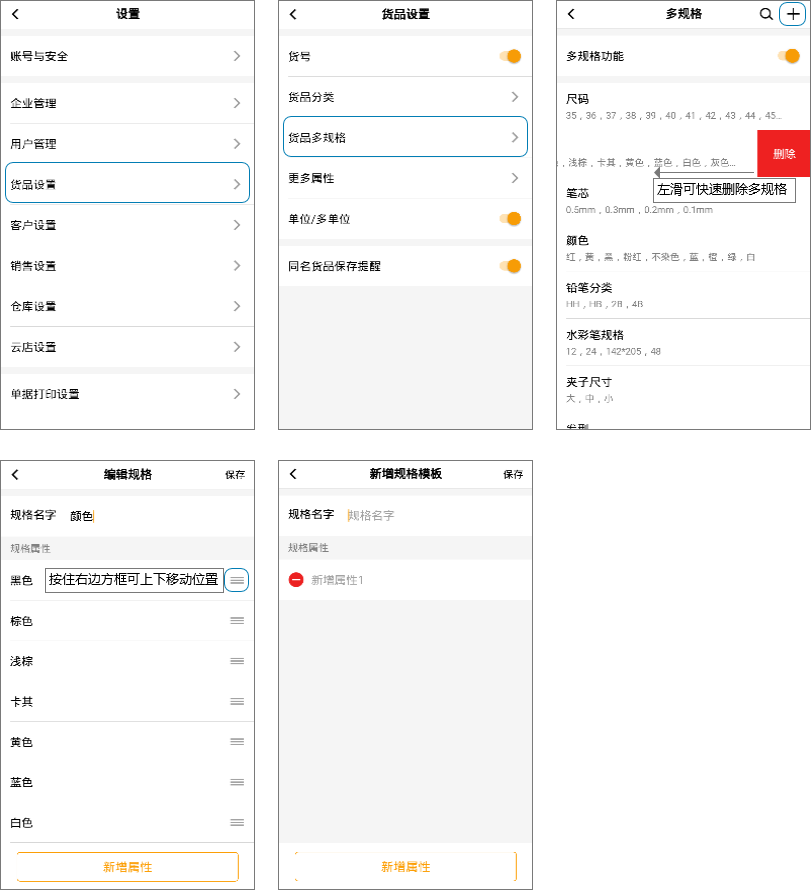 设置
账号与安全
企业管理
用户管理
货品设置
客户设置
销售设置
仓库设置
云店设置
单据打印设置
货品设置
货号
货品分类
货品多规格
更多属性
单位/多单位
同名货品保存提醒
多规格
多规格功能
尺码
35，36，37，38，39，40，41，42，43，44，45...
，浅棕，卡其，黄色，蓝色，白色，灰色...
删除
左滑可快速删除多规格
笔芯
0.5mm，0.3mm，0.2mm，0.1mm
颜色
红，黄，黑，粉红，不染色，蓝，橙，绿，白
铅笔分类
HH，HB，2B，4B
水彩笔规格
12，24，142*205，48
夹子尺寸
大，中，小
编辑规格
保存
规格名字 颜色
规格属性
黑色
按住右边方框可上下移动位置
棕色
浅棕
卡其
黄色
蓝色
白色
新增属性
新增规格模板
保存
规格名字 规格名字
规格属性
新增属性1
新增属性